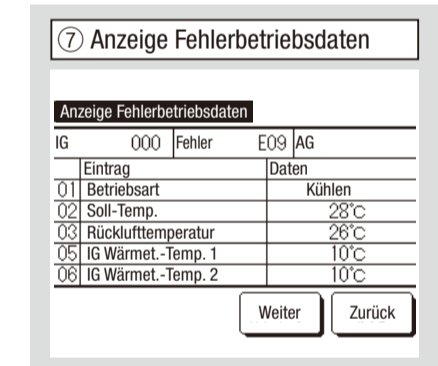 ⑦ Anzeige Fehlerbetriebsdaten
Anzeige Fehlerbetriebsdaten
IG 000 Fehler E09 AG
Eintrag Daten
01 Betriebsart Kühlen
02 Soll-Temp. 28°C
03 Rücklufttemperatur 26°C
05 IG Wärmet.-Temp. 1 10°C
06 IG Wärmet.-Temp. 2 10°C
Weiter Zurück